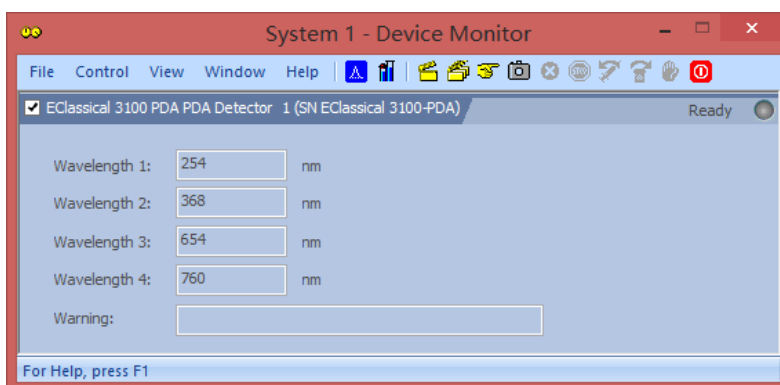 System 1 - Device Monitor
File Control View Window Help
EClassical 3100 PDA PDA Detector 1 (SN EClassical 3100-PDA) Ready
Wavelength 1: 254 nm
Wavelength 2: 368 nm
Wavelength 3: 654 nm
Wavelength 4: 760 nm
Warning:
For Help, press F1